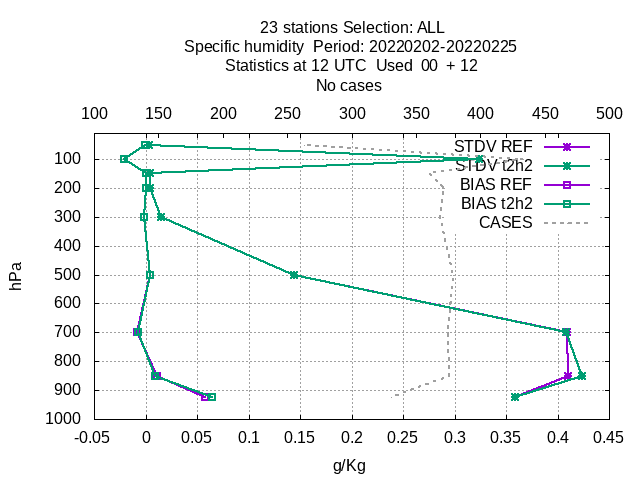 23 stations Selection: ALL
Specific humidity  Period: 20220202-20220225
Statistics at 12 UTC  Used  00  + 12
No cases
100 150 200 250 300 350 400 450 500
STDV REF
STDV t2h2
BIAS REF
BIAS t2h2
CASES
hPa
100
200
300
400
500
600
700
800
900
1000
-0.05 0 0.05 0.1 0.15 0.2 0.25 0.3 0.35 0.4 0.45
g/Kg